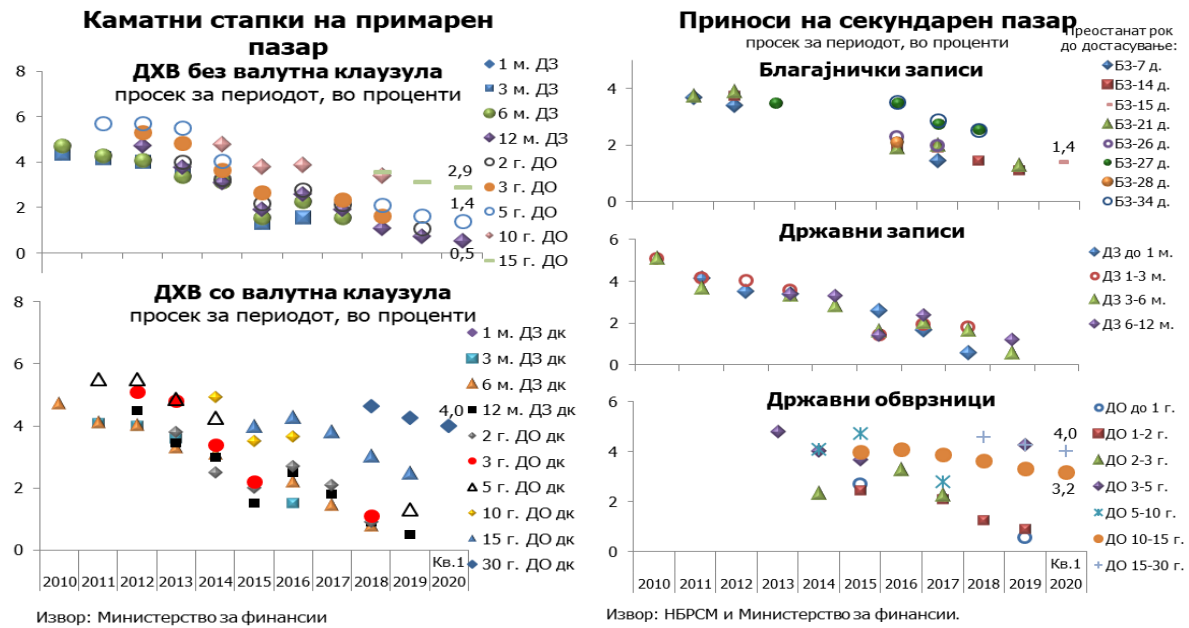 Каматни стапки на примарен
пазар
ДХВ без валутна клаузула
просек за периодот, во проценти
8
6
4
2
0
2,9
1,4
0,5
1 м. ДЗ
3 м. ДЗ
6 м. ДЗ
12 м. ДЗ
2 г. ДО
3 г. ДО
5 г. ДО
10 г. ДО
15 г. ДО
ДХВ со валутна клаузула
просек за периодот, во проценти
8
6
4
2
0
4,0
1 м. ДЗ дк
3 м. ДЗ дк
6 м. ДЗ дк
12 м. ДЗ дк
2 г. ДО дк
3 г. ДО дк
5 г. ДО дк
10 г. ДО дк
15 г. ДО дк
30 г. ДО дк
Кв.1
2010 2011 2012 2013 2014 2015 2016 2017 2018 2019 2020
Извор: Министерство за финансии
Приноси на секундарен пазар
просек за периодот, во проценти
Преостанат рок
до достасување:
Благајнички записи
4
2
0
1,4
БЗ-7 д.
БЗ-14 д.
БЗ-15 д.
БЗ-21 д.
БЗ-26 д.
БЗ-27 д.
БЗ-28 д.
БЗ-34 д.
Државни записи
6
4
2
0
ДЗ до 1 м.
ДЗ 1-3 м.
ДЗ 3-6 м.
ДЗ 6-12 м.
Државни обврзници
6
4
2
0
4,0
3,2
ДО до 1 г.
ДО 1-2 г.
ДО 2-3 г.
ДО 3-5 г.
ДО 5-10 г.
ДО 10-15 г.
ДО 15-30 г.
Кв.1
2010 2011 2012 2013 2014 2015 2016 2017 2018 2019 2020
Извор: НБРСМ и Министерство за финансии.